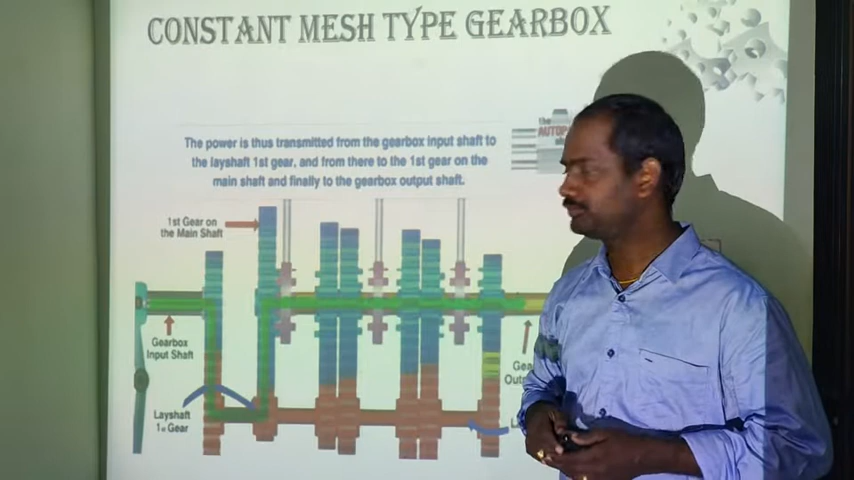 CONSTANT MESH TYPE GEARBOX
The power is thus transmitted from the gearbox input shaft to
the layshaft 1st gear, and from there to the 1st gear on the
main shaft and finally to the gearbox output shaft.
the
1st Gear on
the Main Shaft
Gearbox
Input Shaft
Layshaft
1st Gear